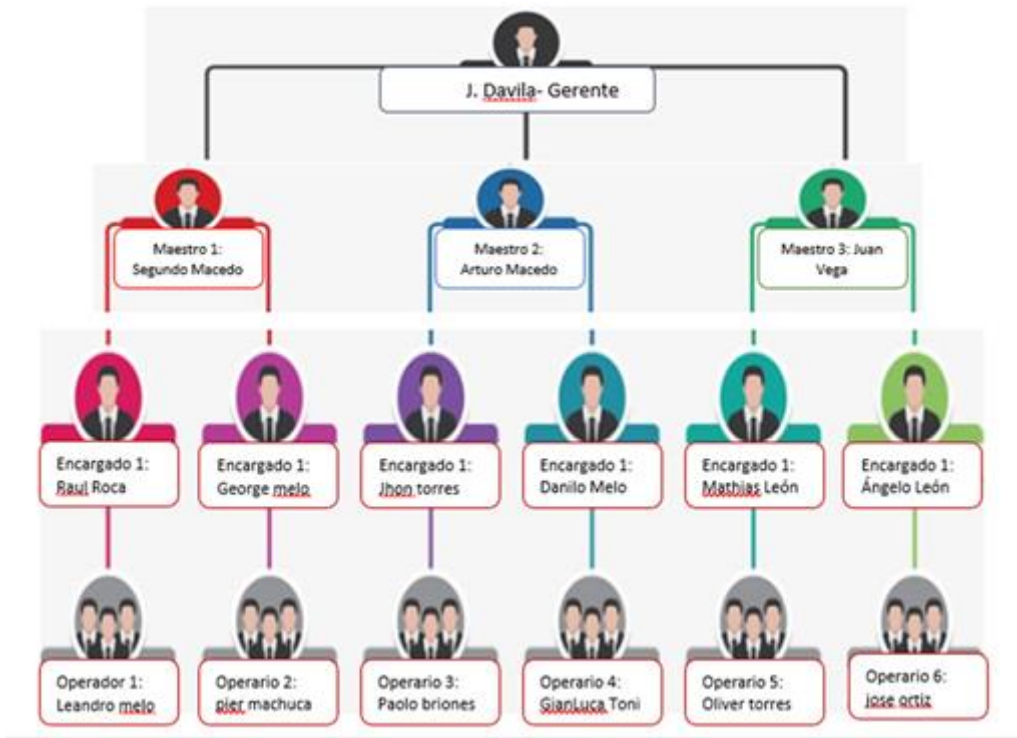 J. Davila- Gerente
Maestro 1:
Segundo Macedo
Maestro 2:
Arturo Macedo
Maestro 3: Juan
Vega
Encargado 1:
Raul Roca
Encargado 1:
George melo
Encargado 1:
Jhon torres
Encargado 1:
Danilo Melo
Encargado 1:
Mathias León
Encargado 1:
Ángelo León
Operador 1:
Leandro melo
Operario 2:
pier machuca
Operario 3:
Paolo briones
Operario 4:
GianLuca Toni
Operario 5:
Oliver torres
Operario 6:
jose ortiz